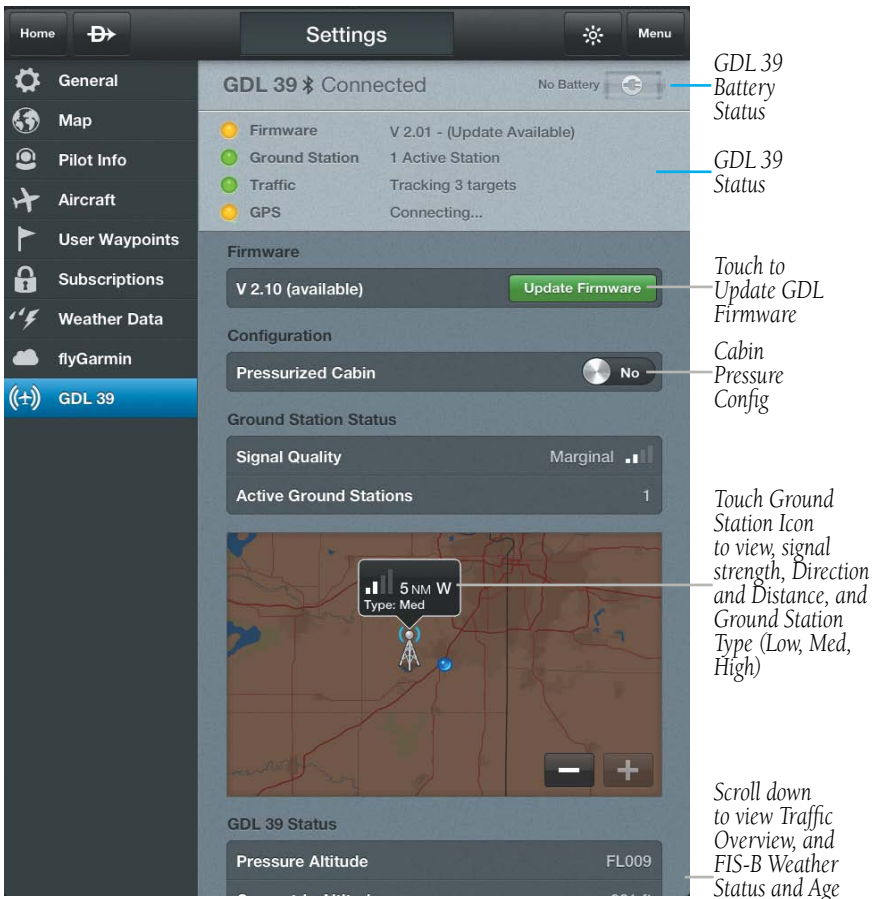 Home
Settings
Menu
General
Map
Pilot Info
Aircraft
User Waypoints
Subscriptions
Weather Data
flyGarmin
GDL 39
GDL 39 Connected
No Battery
Firmware V 2.01 - (Update Available)
Ground Station 1 Active Station
Traffic Tracking 3 targets
GPS Connecting...
Firmware
V 2.10 (available) Update Firmware
Configuration
Pressurized Cabin No
Ground Station Status
Signal Quality Marginal
Active Ground Stations 1
5 NM W
Type: Med
GDL 39 Status
Pressure Altitude FL009
GDL 39
Battery
Status
GDL 39
Status
Touch to
Update GDL
Firmware
Cabin
Pressure
Config
Touch Ground
Station Icon
to view, signal
strength, Direction
and Distance, and
Ground Station
Type (Low, Med,
High)
Scroll down
to view Traffic
Overview, and
FIS-B Weather
Status and Age